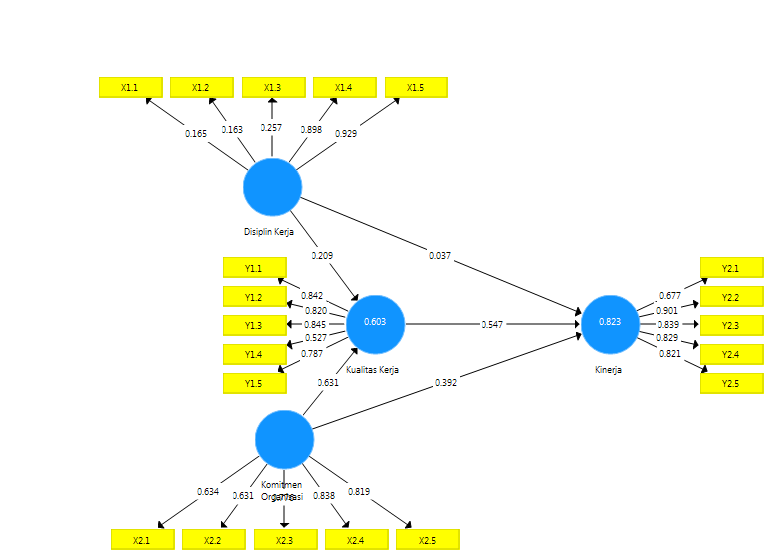 X1.1 X1.2 X1.3 X1.4 X1.5
0.165 0.163 0.257 0.898 0.929
Disiplin Kerja
0.209 0.037
Y1.1
Y1.2
Y1.3
Y1.4
Y1.5
0.842
0.820
0.845
0.527
0.787
0.603
Kualitas Kerja
0.547
0.823
Kinerja
0.677
0.901
0.839
0.829
0.821
Y2.1
Y2.2
Y2.3
Y2.4
Y2.5
0.631 0.392
Komitmen
Organisasi
0.634 0.631 0.838 0.819
X2.1 X2.2 X2.3 X2.4 X2.5